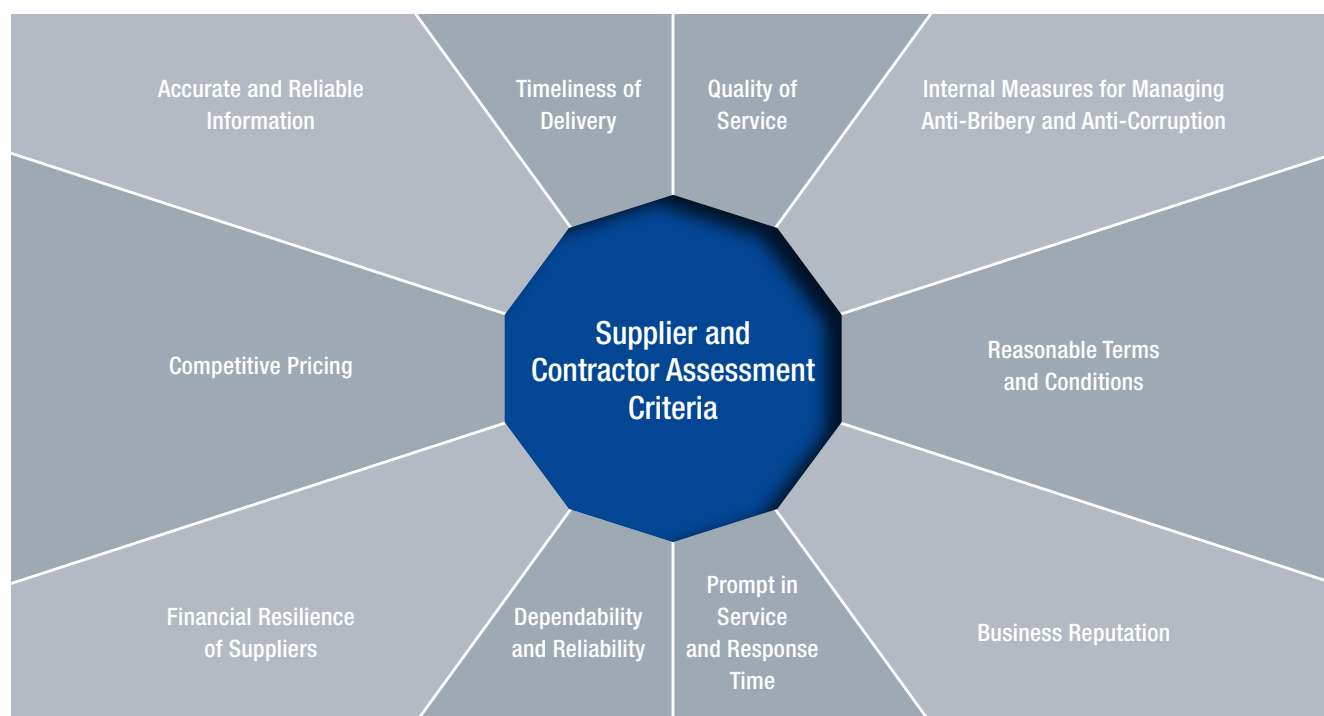 Accurate and Reliable
Information
Timeliness of
Delivery
Quality of
Service
Internal Measures for Managing
Anti-Bribery and Anti-Corruption
Competitive Pricing
Supplier and
Contractor Assessment
Criteria
Reasonable Terms
and Conditions
Financial Resilience
of Suppliers
Dependability
and Reliability
Prompt in
Service
and Response
Time
Business Reputation